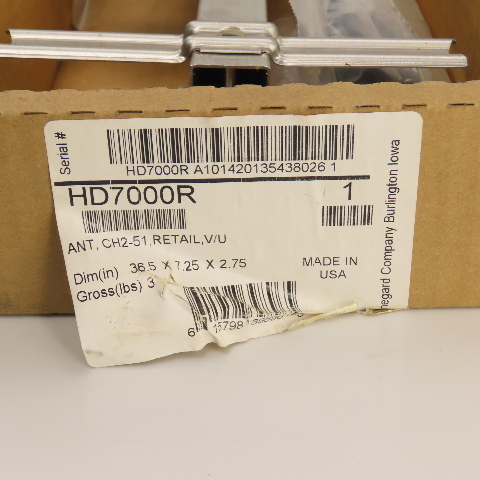 Serial #
HD7000R A101420135438026 1
HD7000R
1
ANT, CH2-51,RETAIL,V/U
Dim(in) 36.5 X 7.25 X 2.75
Gross(lbs) 3
MADE IN
USA
Company Burlington Iowa